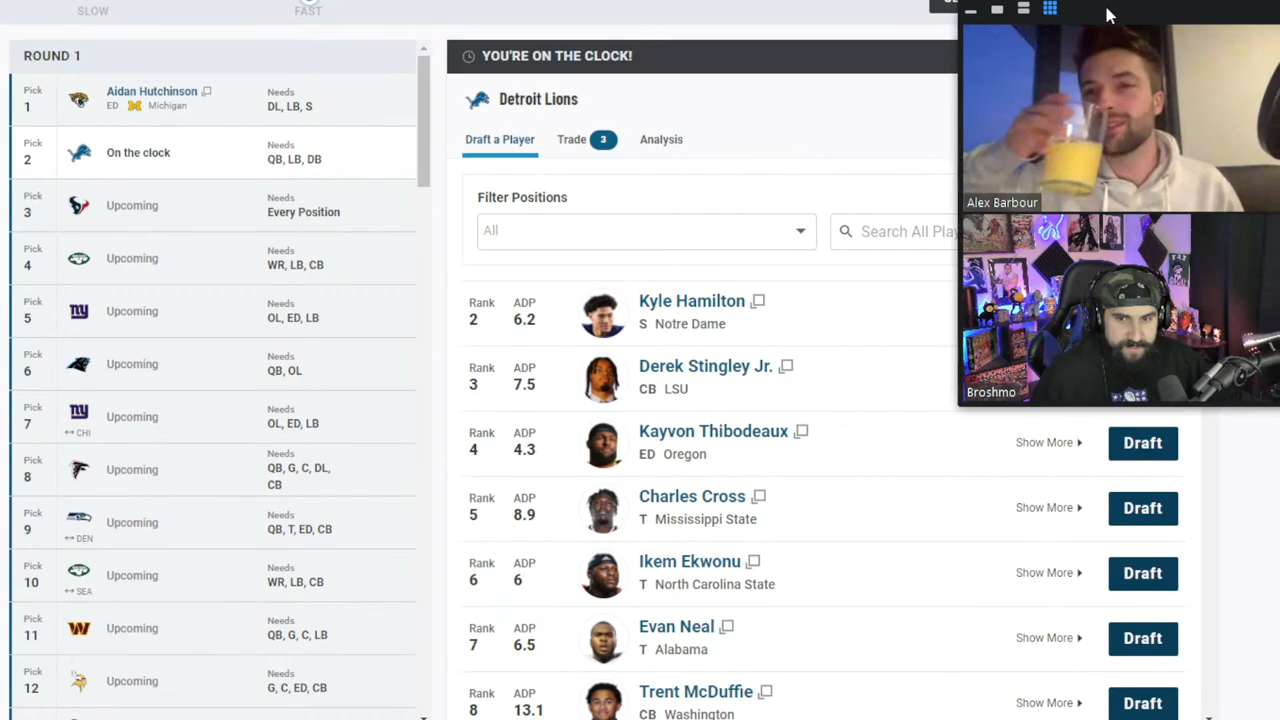 SLOW
FAST
ROUND 1
Pick
1
Aidan Hutchinson
ED Michigan
Needs
DL, LB, S
Pick
2
On the clock
Needs
QB, LB, DB
Pick
3
Upcoming
Needs
Every Position
Pick
4
Upcoming
Needs
WR, LB, CB
Pick
5
Upcoming
Needs
OL, ED, LB
Pick
6
Upcoming
Needs
QB, OL
Pick
7
↔ CHI
Upcoming
Needs
OL, ED, LB
Pick
8
Upcoming
Needs
QB, G, C, DL,
CB
Pick
9
↔ DEN
Upcoming
Needs
QB, T, ED, CB
Pick
10
↔ SEA
Upcoming
Needs
WR, LB, CB
Pick
11
Upcoming
Needs
QB, G, C, LB
Pick
12
Upcoming
Needs
G, C, ED, CB
YOU'RE ON THE CLOCK!
Detroit Lions
Draft a Player
Trade 3
Analysis
Filter Positions
All
Search All Play
Rank ADP
2 6.2
Kyle Hamilton
S Notre Dame
Rank ADP
3 7.5
Derek Stingley Jr.
CB LSU
Rank ADP
4 4.3
Kayvon Thibodeaux
ED Oregon
Show More
Draft
Rank ADP
5 8.9
Charles Cross
T Mississippi State
Show More
Draft
Rank ADP
6 6
Ikem Ekwonu
T North Carolina State
Show More
Draft
Rank ADP
7 6.5
Evan Neal
T Alabama
Show More
Draft
Rank ADP
8 13.1
Trent McDuffie
CB Washington
Show More
Draft
Alex Barbour
Broshmo